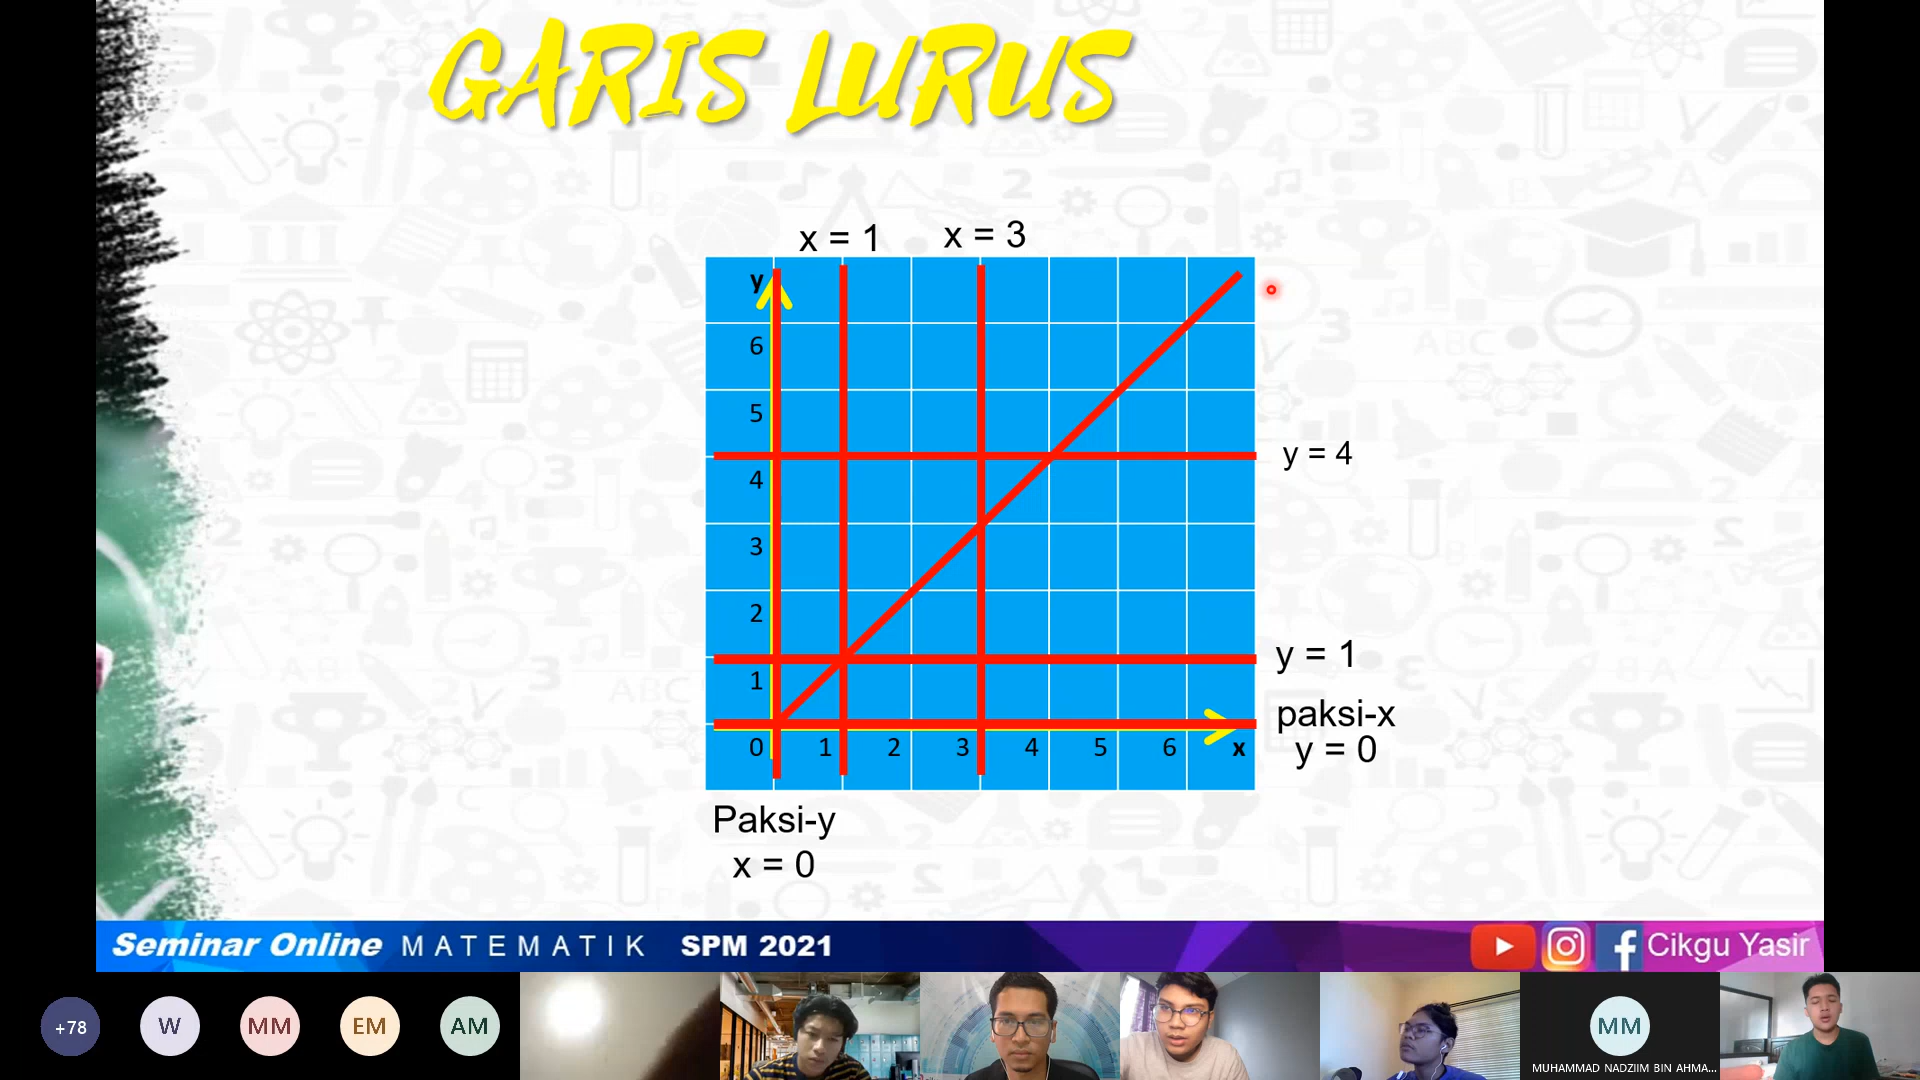 GARIS LURUS
x = 1
x = 3
y
6
5
4
3
2
1
0 1 2 3 4 5 6 x
y = 4
y = 1
paksi-x
y = 0
Paksi-y
x = 0
Seminar Online MATEMATIK SPM 2021
Cikgu Yasir
+78
W
MM
EM
AM
MM
MUHAMMAD NADZIIM BIN AHMA...